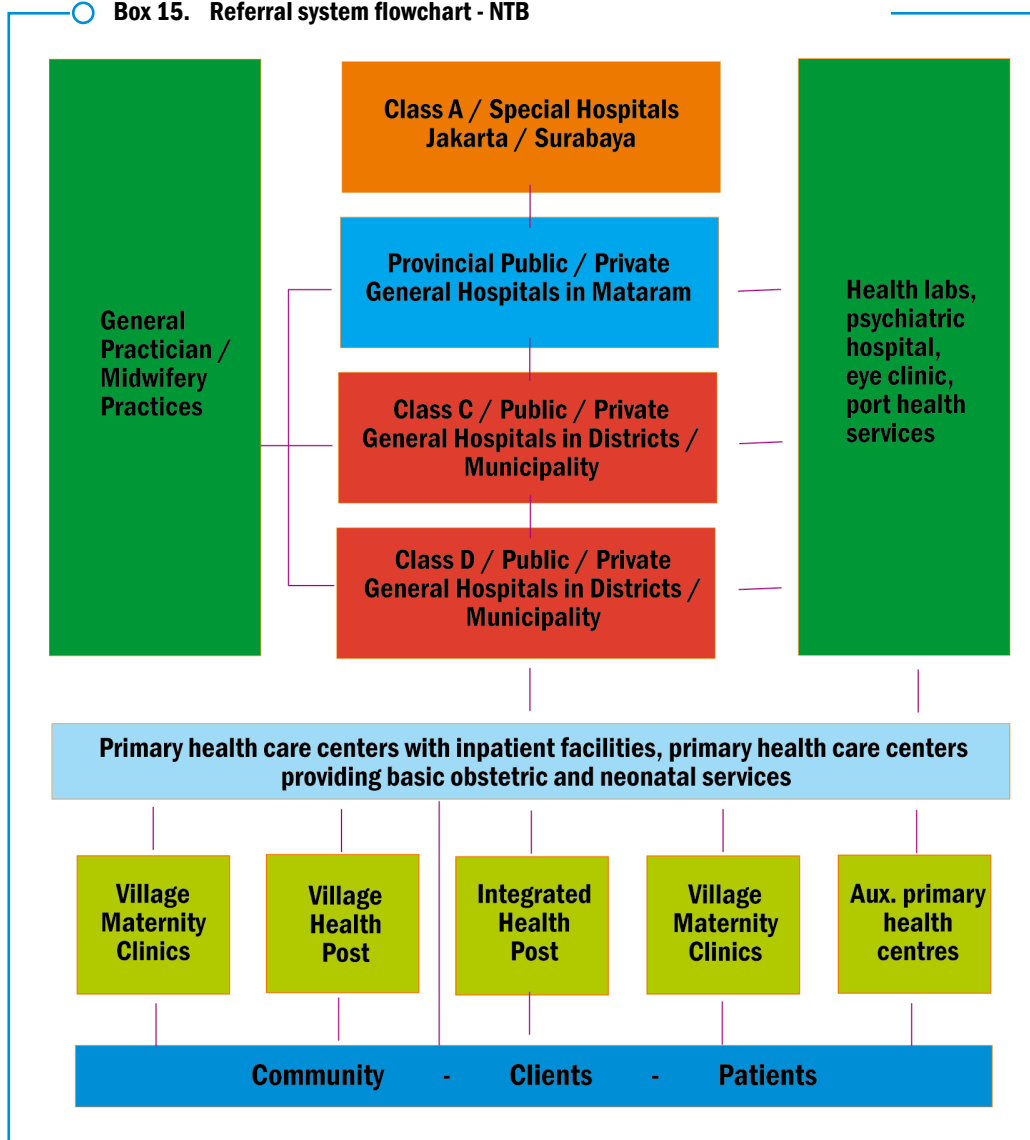 Box 15. Referral system flowchart - NTB
Class A / Special Hospitals
Jakarta / Surabaya
Provincial Public / Private
General Hospitals in Mataram
General
Practician /
Midwifery
Practices
Health labs,
psychiatric
hospital,
eye clinic,
port health
services
Class C / Public / Private
General Hospitals in Districts /
Municipality
Class D / Public / Private
General Hospitals in Districts /
Municipality
Primary health care centers with inpatient facilities, primary health care centers
providing basic obstetric and neonatal services
Village
Maternity
Clinics
Village
Health
Post
Integrated
Health
Post
Village
Maternity
Clinics
Aux. primary
health
centres
Community - Clients - Patients